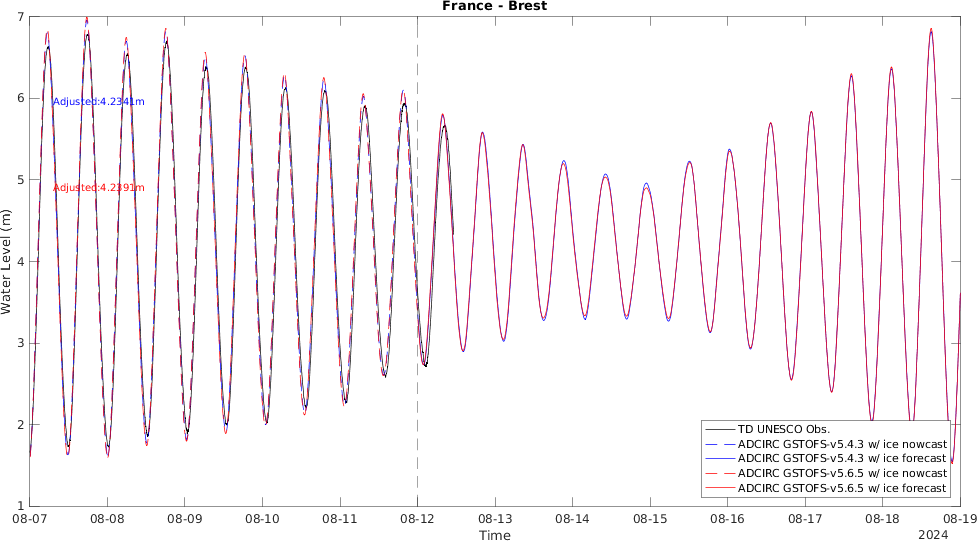 France - Brest
7
6
5
4
3
2
1
Water Level (m)
Adjusted:4.2341m
Adjusted:4.2391m
TD UNESCO Obs.
ADCIRC GSTOFS-v5.4.3 w/ ice nowcast
ADCIRC GSTOFS-v5.4.3 w/ ice forecast
ADCIRC GSTOFS-v5.6.5 w/ ice nowcast
ADCIRC GSTOFS-v5.6.5 w/ ice forecast
08-07 08-08 08-09 08-10 08-11 08-12 08-13 08-14 08-15 08-16 08-17 08-18 08-19
Time
2024